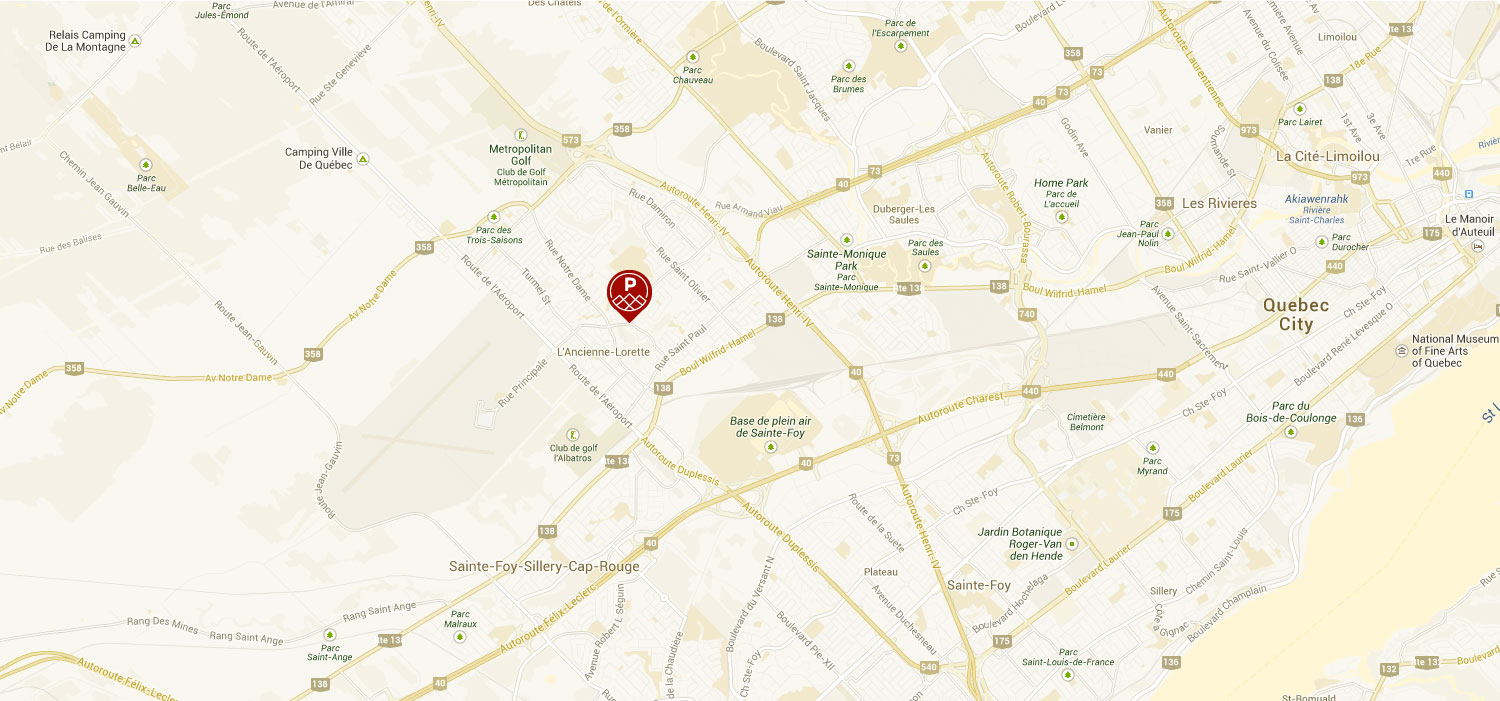 Parc
Jules-Émond
Avenue de l'Amiral
Des Châtels
Route de l'Ormière
Boulevard
Relais Camping
De La Montagne
Route de l'Aéroport
Rue Ste Geneviève
Parc
Chauveau
Boulevard Saint Jacques
Parc de
l'Escarpement
Parc des
Brumes
358
73
73
40
Autoroute Laurentienne
Avenue du Colisée
Limoilou
18e Rue
138
1st Ave
3e Ave
1re Rue
Parc Lairet
973
Vanier
Godin Ave
La Cité-Limoilou
973
440
Camping Ville
De Québec
Chemin Jean Gauvin
Parc
Belle-Eau
Metropolitan
Golf
Club de Golf
Métropolitain
573
358
Autoroute Henri-IV
73
40
Rue Armand Viau
Rue Damiron
Duberger-Les
Saules
Home Park
Parc de
L'accueil
358
Les Rivieres
Akiawenrahk
Rivière
Saint-Charles
Le Manoir
d'Auteuil
175
Parc
Durocher
440
Parc
Jean-Paul
Nolin
Rue des Balises
358
Parc des
Trois-Saisons
Rue Notre Dame
Turmel St
Route de l'Aéroport
Rue Saint Olivier
Autoroute Henri-IV
Sainte-Monique
Park
Parc
Sainte-Monique
Parc des
Saules
138
Boul Wilfrid-Hamel
Boul Wilfrid-Hamel
Rue Saint-Vallier O
Av Notre Dame
P
138
740
Avenue Saint-Sacrement
Quebec
City
Ch Ste-Foy
Boulevard René Lévesque O
National Museum
of Fine Arts
of Quebec
Route Jean-Gauvin
358
358
Av Notre Dame
Av Notre Dame
L'Ancienne-Lorette
Rue Saint Paul
Boul Wilfrid-Hamel
138
Rue Principale
Route de l'Aéroport
40
Autoroute Charest
440
440
Ch Ste-Foy
Cimetière
Belmont
Parc du
Bois-de-Coulonge
136
Base de plein air
de Sainte-Foy
Club de golf
l'Albatros
Autoroute Duplessis
40
73
Parc
Myrand
Boulevard Laurier
175
Route Jean-Gauvin
138
40
Autoroute Duplessis
Route de la Suète
Ch Ste-Foy
Autoroute Henri-IV
Jardin Botanique
Roger-Van
den Hende
Boulevard Laurier
Chemin Saint-Louis
Sainte-Foy-Sillery-Cap-Rouge
Plateau
Sainte-Foy
Sillery
Boulevard Champlain
Boulevard Hochelaga
Côte
Gignac
Avenue Duchesneau
Boulevard du Versant N
Boulevard Pie-XII
Avenue Robert L Séguin
Autoroute Félix-Leclerc
Rang Des Mines
Rang Saint Ange
Rang Saint Ange
Parc
Saint-Ange
Parc
Malraux
de la Chaudière
Ch Ste-Foy
540
175
Parc
Saint-Louis-de-France
136
132
Autoroute Félix-Leclerc
138
40
St-Romuald